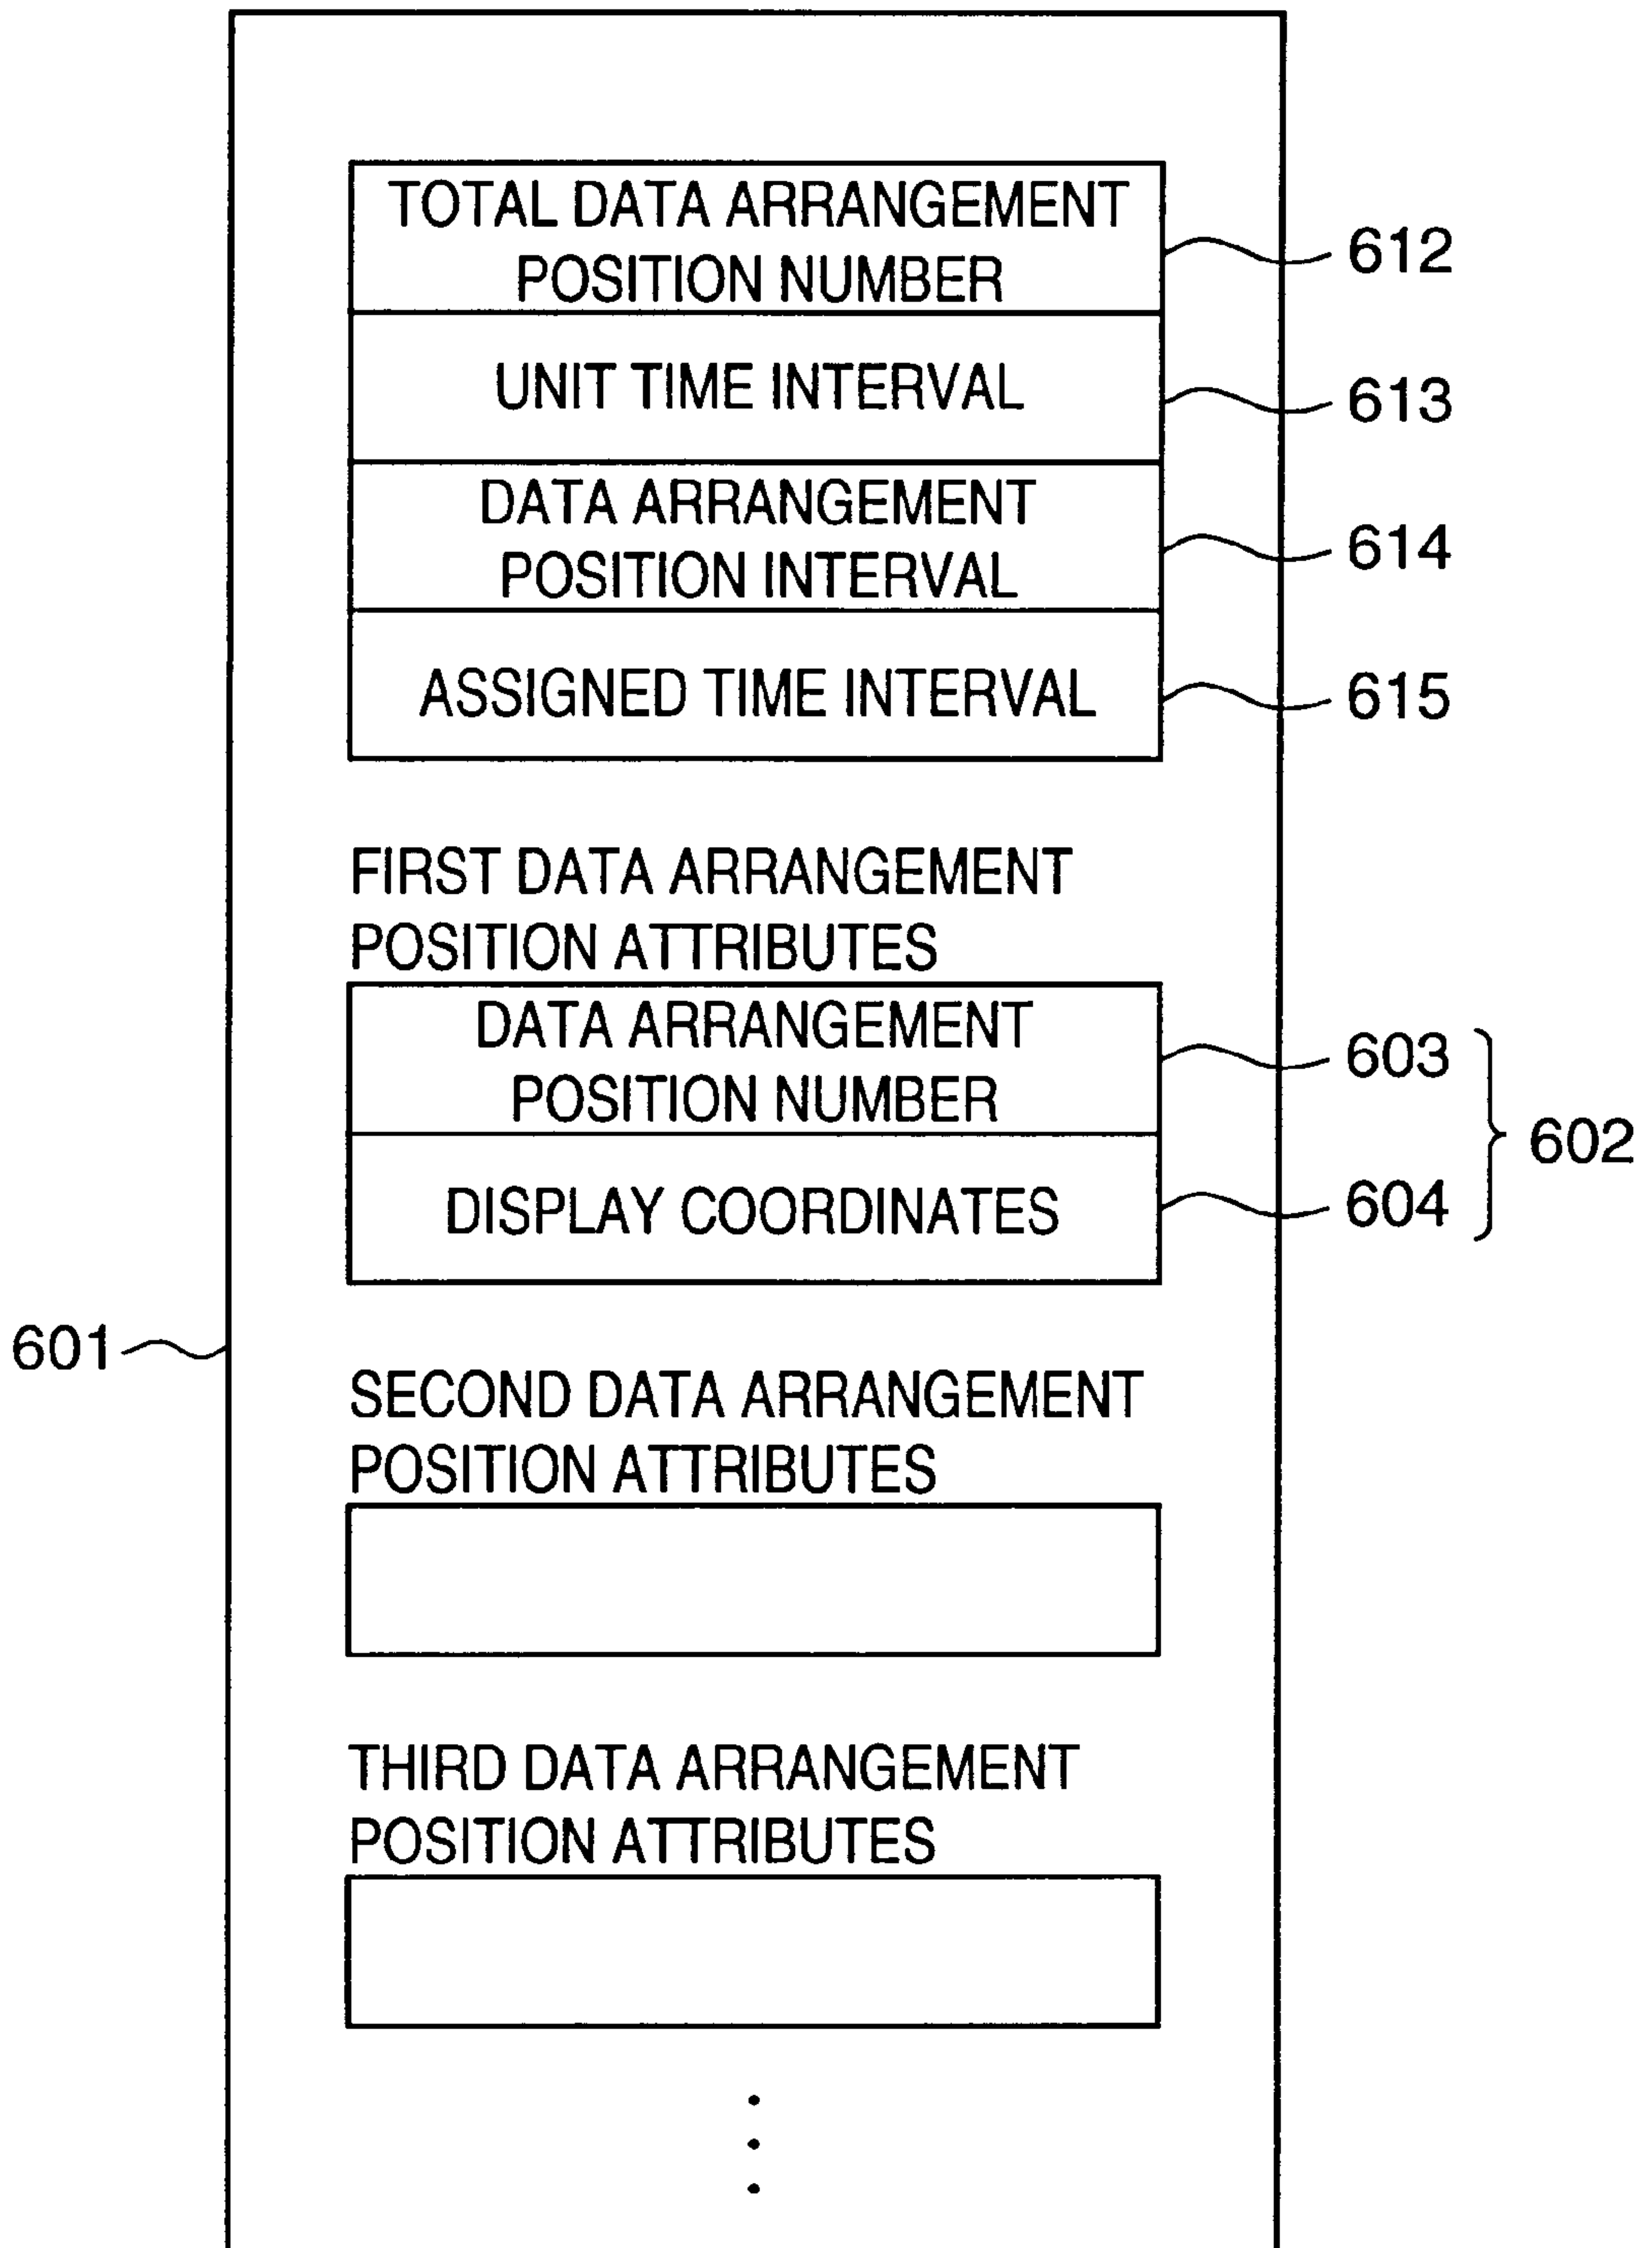 TOTAL DATA ARRANGEMENT
POSITION NUMBER
612
UNIT TIME INTERVAL
613
DATA ARRANGEMENT
POSITION INTERVAL
614
ASSIGNED TIME INTERVAL
615
FIRST DATA ARRANGEMENT
POSITION ATTRIBUTES
DATA ARRANGEMENT
POSITION NUMBER
603
602
DISPLAY COORDINATES
604
601
SECOND DATA ARRANGEMENT
POSITION ATTRIBUTES
THIRD DATA ARRANGEMENT
POSITION ATTRIBUTES